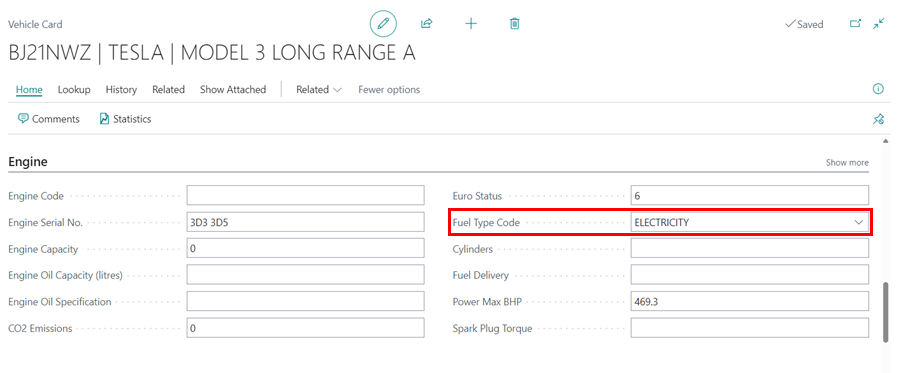 Vehicle Card
Saved
BJ21NWZ | TESLA | MODEL 3 LONG RANGE A
Home Lookup History Related Show Attached Related Fewer options
Comments Statistics
Engine Show more
Engine Code Euro Status 6
Engine Serial No. 3D3 3D5 Fuel Type Code ELECTRICITY
Engine Capacity 0 Cylinders
Engine Oil Capacity (litres) Fuel Delivery
Engine Oil Specification Power Max BHP 469.3
CO2 Emissions 0 Spark Plug Torque